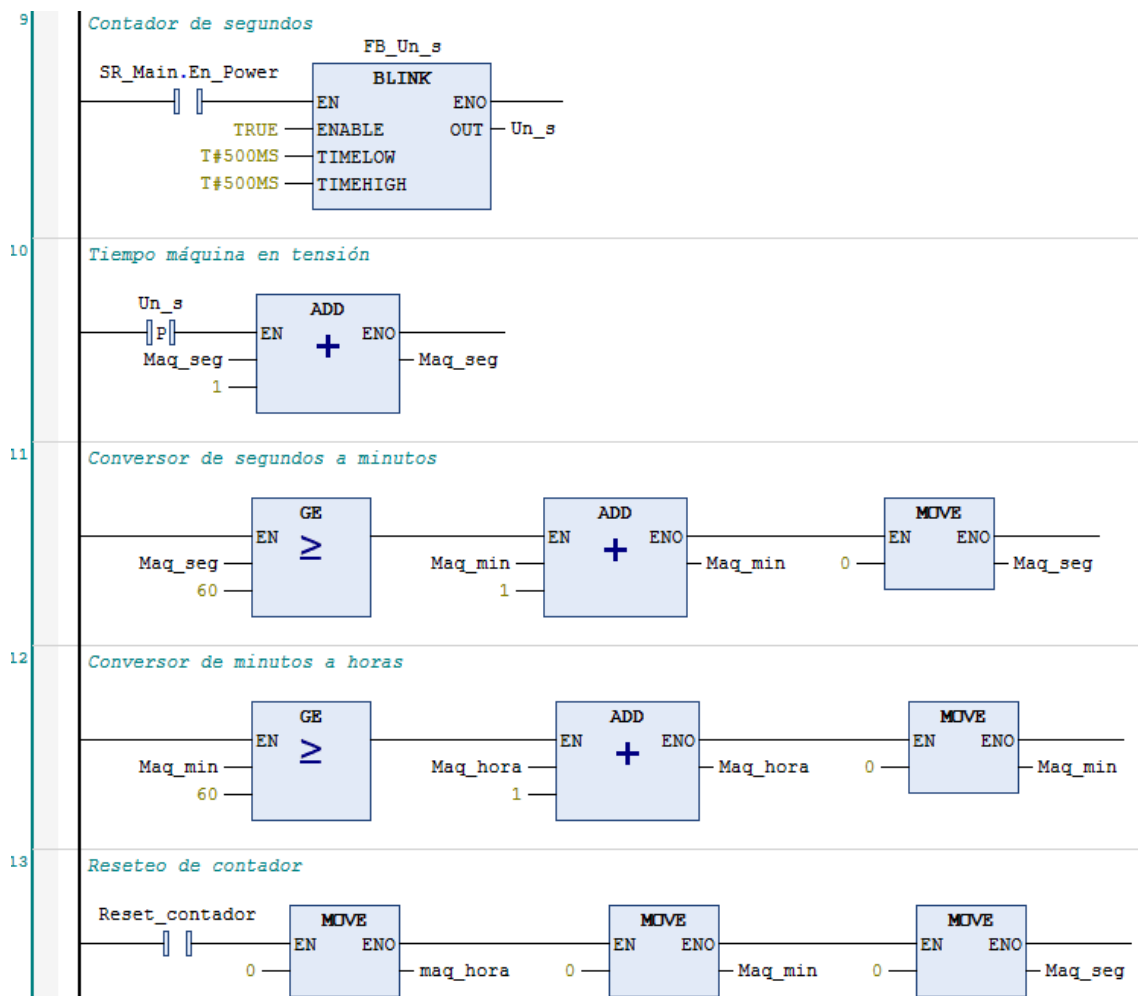 9
Contador de segundos
FB_Un_s
SR_Main.En_Power
BLINK
EN ENO
TRUE ENABLE OUT Un_s
T#500MS TIMELOW
T#500MS TIMEHIGH
10
Tiempo máquina en tensión
Un_s
ADD
P EN ENO
+
Maq_seg Maq_seg
1
11
Conversor de segundos a minutos
GE ADD MOVE
EN EN ENO EN ENO
≥ +
Maq_seg Maq_min Maq_min 0 Maq_seg
60 1
12
Conversor de minutos a horas
GE ADD MOVE
EN EN ENO EN ENO
≥ +
Maq_min Maq_hora Maq_hora 0 Maq_min
60 1
13
Reseteo de contador
Reset_contador
MOVE MOVE MOVE
EN ENO EN ENO EN ENO
0 maq_hora 0 Maq_min 0 Maq_seg